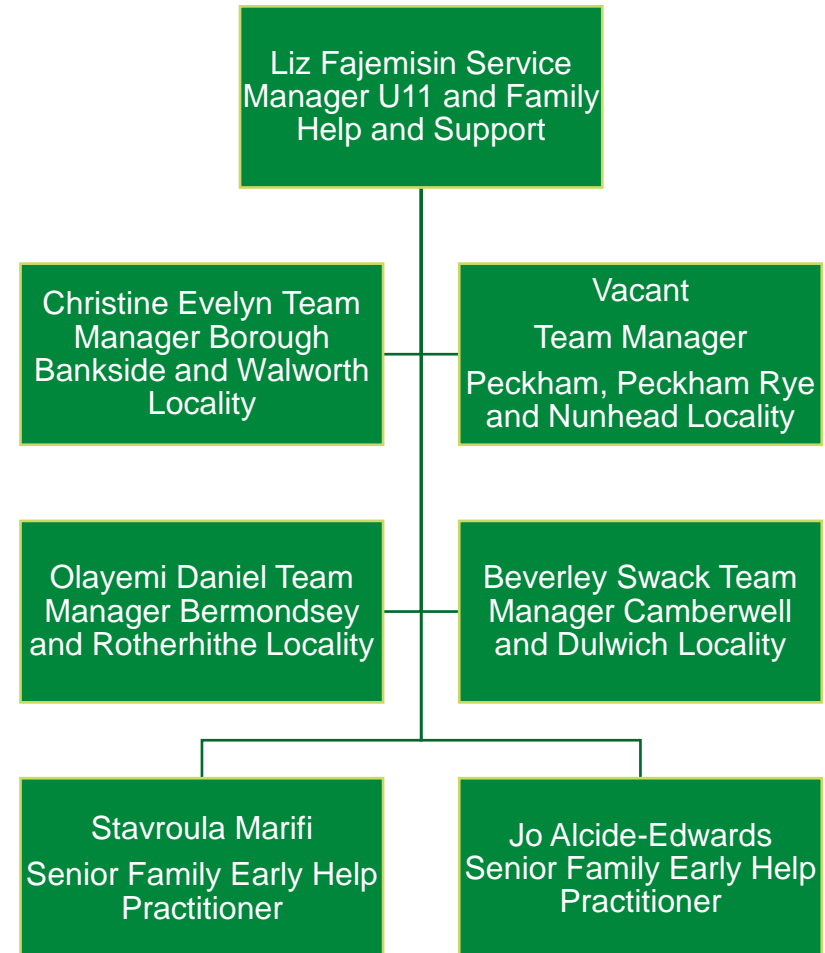 Liz Fajemisin Service
Manager U11 and Family
Help and Support
Christine Evelyn Team
Manager Borough
Bankside and Walworth
Locality
Vacant
Team Manager
Peckham, Peckham Rye
and Nunhead Locality
Olayemi Daniel Team
Manager Bermondsey
and Rotherhithe Locality
Beverley Swack Team
Manager Camberwell
and Dulwich Locality
Stavroula Marifi
Senior Family Early Help
Practitioner
Jo Alcide-Edwards
Senior Family Early Help
Practitioner